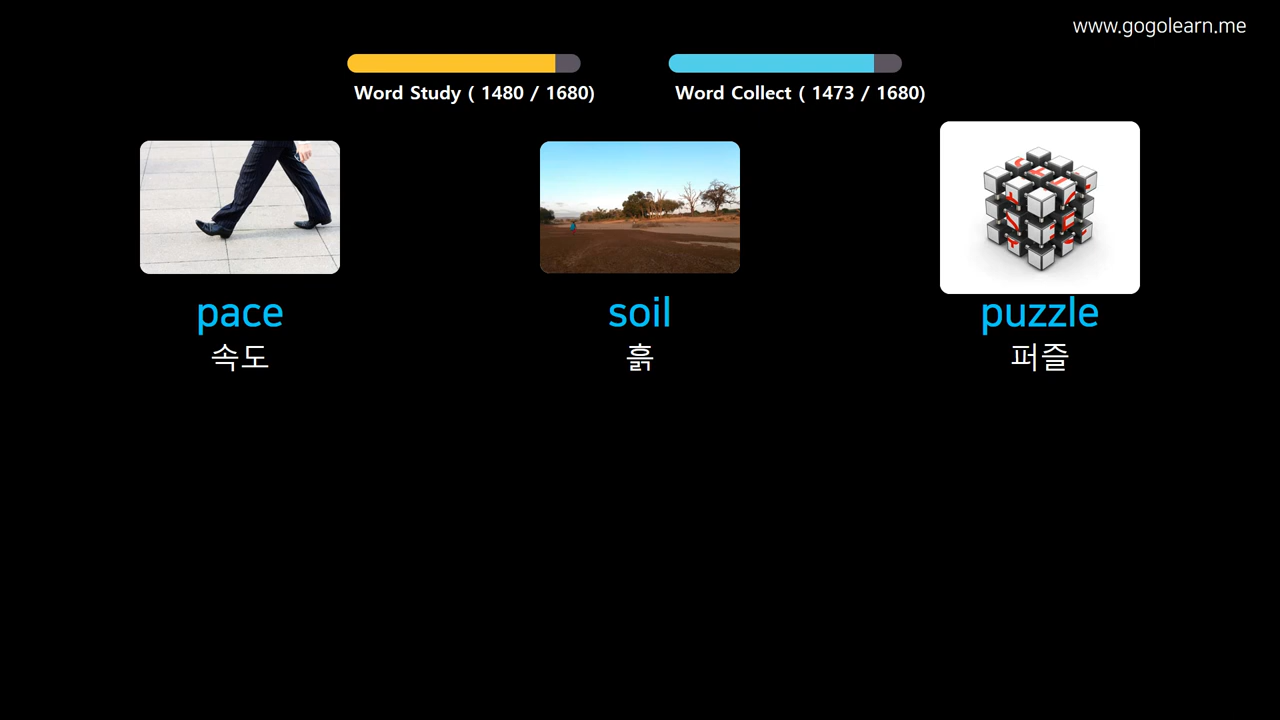 www.gogolearn.me
Word Study ( 1480 / 1680)
Word Collect ( 1473 / 1680)
pace
속도
soil
흙
puzzle
퍼즐